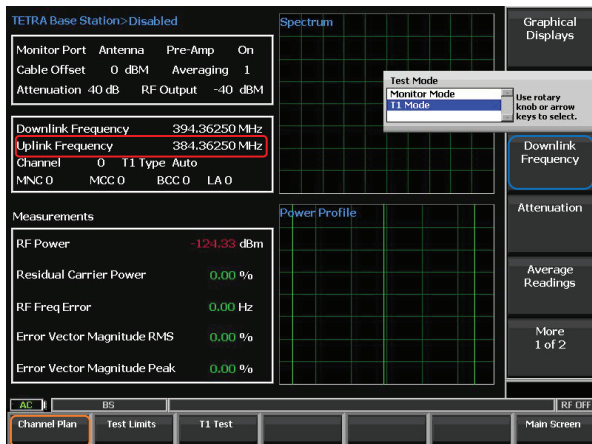 TETRA Base Station>Disabled
Monitor Port Antenna Pre-Amp On
Cable Offset 0 dBM Averaging 1
Attenuation 40 dB RF Output -40 dBM
Downlink Frequency 394.36250 MHz
Uplink Frequency 384.36250 MHz
Channel 0 T1 Type Auto
MNC 0 MCC 0 BCC 0 LA 0
Measurements
RF Power -124.33 dBm
Residual Carrier Power 0.00 %
RF Freq Error 0.00 Hz
Error Vector Magnitude RMS 0.00 %
Error Vector Magnitude Peak 0.00 %
Spectrum
Power Profile
Test Mode
Monitor Mode
T1 Mode
Use rotary
knob or arrow
keys to select.
Graphical
Displays
Downlink
Frequency
Attenuation
Average
Readings
More
1 of 2
AC BS RF OFF
Channel Plan Test Limits T1 Test Main Screen